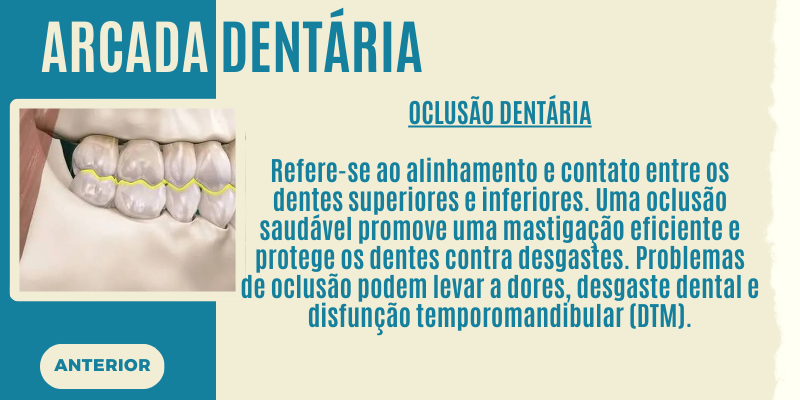 ARCADA DENTÁRIA
OCLUSÃO DENTÁRIA
Refere-se ao alinhamento e contato entre os
dentes superiores e inferiores. Uma oclusão
saudável promove uma mastigação eficiente e
protege os dentes contra desgastes. Problemas
de oclusão podem levar a dores, desgaste dental e
disfunção temporomandibular (DTM).
ANTERIOR